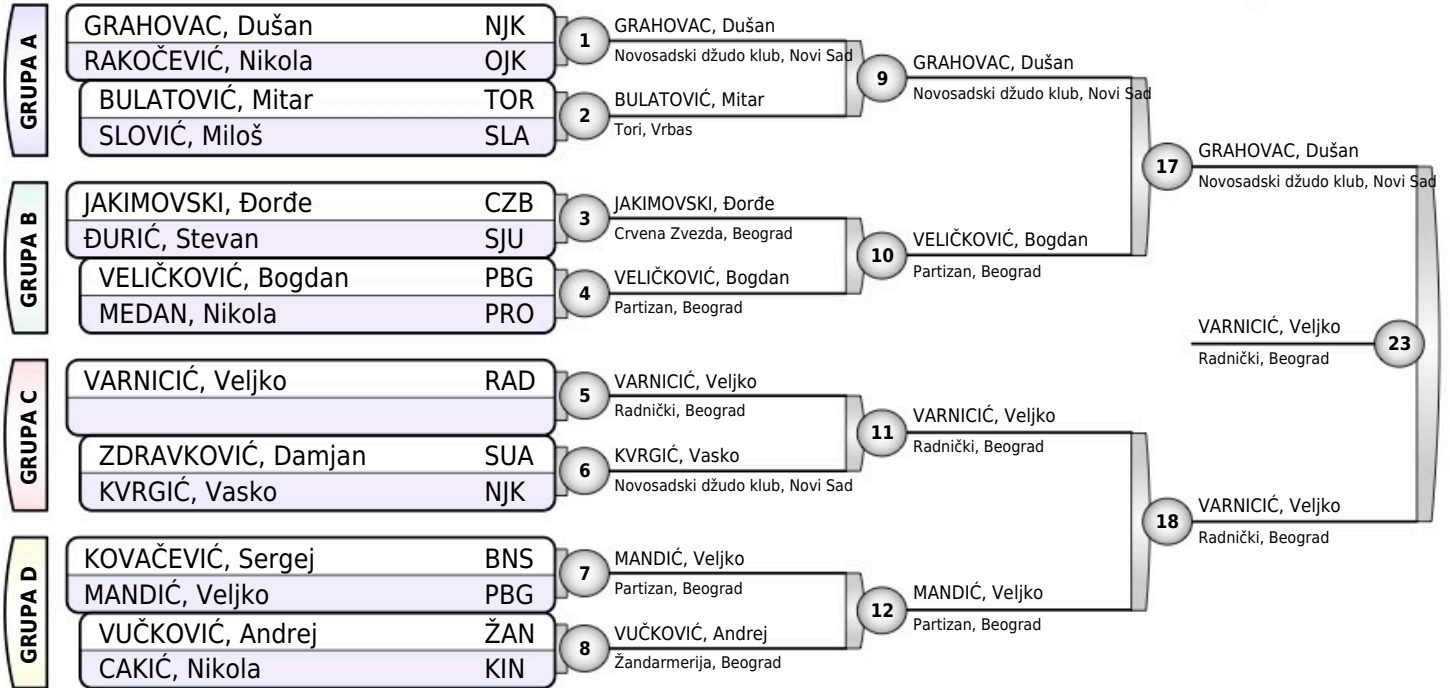 GRUPA A
GRAHOVAC, Dušan NJK
RAKOČEVIĆ, Nikola OJK
BULATOVIĆ, Mitar TOR
SLOVIĆ, Miloš SLA
GRUPA B
JAKIMOVSKI, Đorđe CZB
ĐURIĆ, Stevan SJU
VELIČKOVIĆ, Bogdan PBG
MEDAN, Nikola PRO
GRUPA C
VARNICIĆ, Veljko RAD
ZDRAVKOVIĆ, Damjan SUA
KVRGIĆ, Vasko NJK
GRUPA D
KOVAČEVIĆ, Sergej BNS
MANDIĆ, Veljko PBG
VUČKOVIĆ, Andrej ŽAN
CAKIĆ, Nikola KIN
1
GRAHOVAC, Dušan
Novosadski džudo klub, Novi Sad
2
BULATOVIĆ, Mitar
Tori, Vrbas
3
JAKIMOVSKI, Đorđe
Crvena Zvezda, Beograd
4
VELIČKOVIĆ, Bogdan
Partizan, Beograd
5
VARNICIĆ, Veljko
Radnički, Beograd
6
KVRGIĆ, Vasko
Novosadski džudo klub, Novi Sad
7
MANDIĆ, Veljko
Partizan, Beograd
8
VUČKOVIĆ, Andrej
Žandarmerija, Beograd
9
GRAHOVAC, Dušan
Novosadski džudo klub, Novi Sad
10
VELIČKOVIĆ, Bogdan
Partizan, Beograd
11
VARNICIĆ, Veljko
Radnički, Beograd
12
MANDIĆ, Veljko
Partizan, Beograd
17
GRAHOVAC, Dušan
Novosadski džudo klub, Novi Sad
18
VARNICIĆ, Veljko
Radnički, Beograd
VARNICIĆ, Veljko
Radnički, Beograd
23